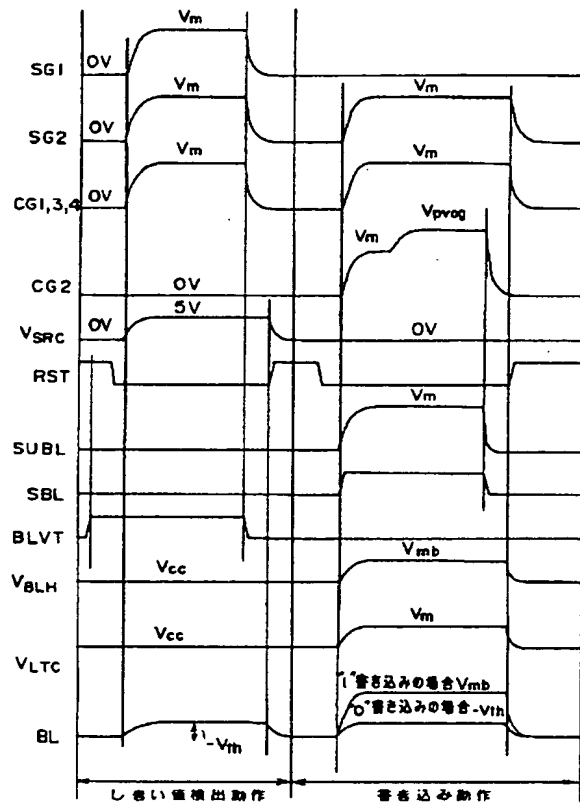 Vm
SG1 0V
Vm Vm
SG2 0V
Vm Vm
CG1,3,4 0V
Vm Vpvog
CG2 0V
5V
VSRC 0V 0V
RST
Vm
SUBL
SBL
BLVT
Vcc Vmb
VBLH
Vcc Vm
VLTC
"1"書き込みの場合Vmb
"0"書き込みの場合-Vth
BL -Vth
しきい値検出動作 書き込み動作